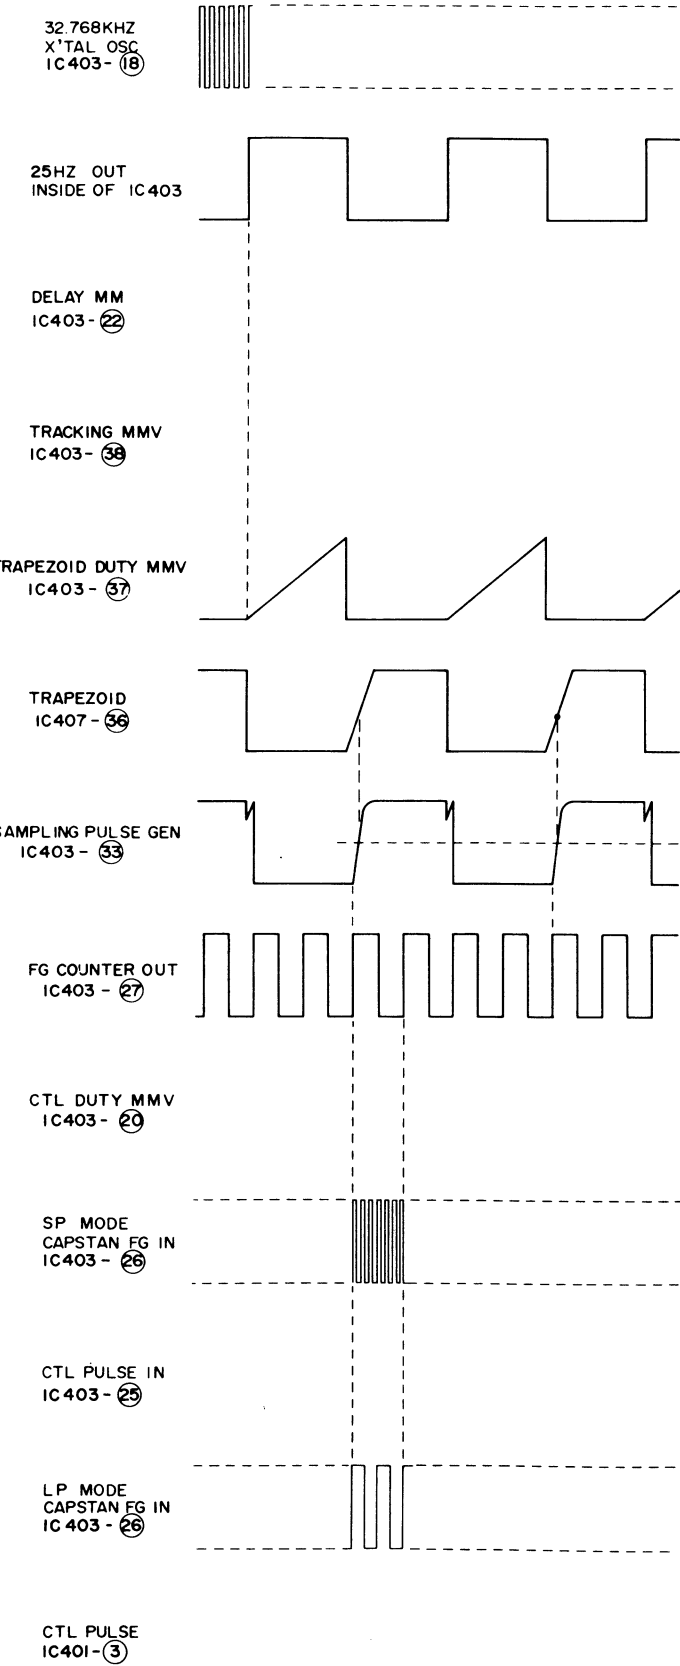 32.768KHZ
X'TAL OSC
IC403- 18
25HZ OUT
INSIDE OF IC403
DELAY MM
IC403- 22
TRACKING MMV
IC403- 38
RAPEZOID DUTY MMV
IC403- 37
TRAPEZOID
IC407- 36
SAMPLING PULSE GEN
IC403- 33
FG COUNTER OUT
IC403- 27
CTL DUTY MMV
IC403- 20
SP MODE
CAPSTAN FG IN
IC403- 26
CTL PULSE IN
IC403- 25
LP MODE
CAPSTAN FG IN
IC403- 26
CTL PULSE
IC401- 3